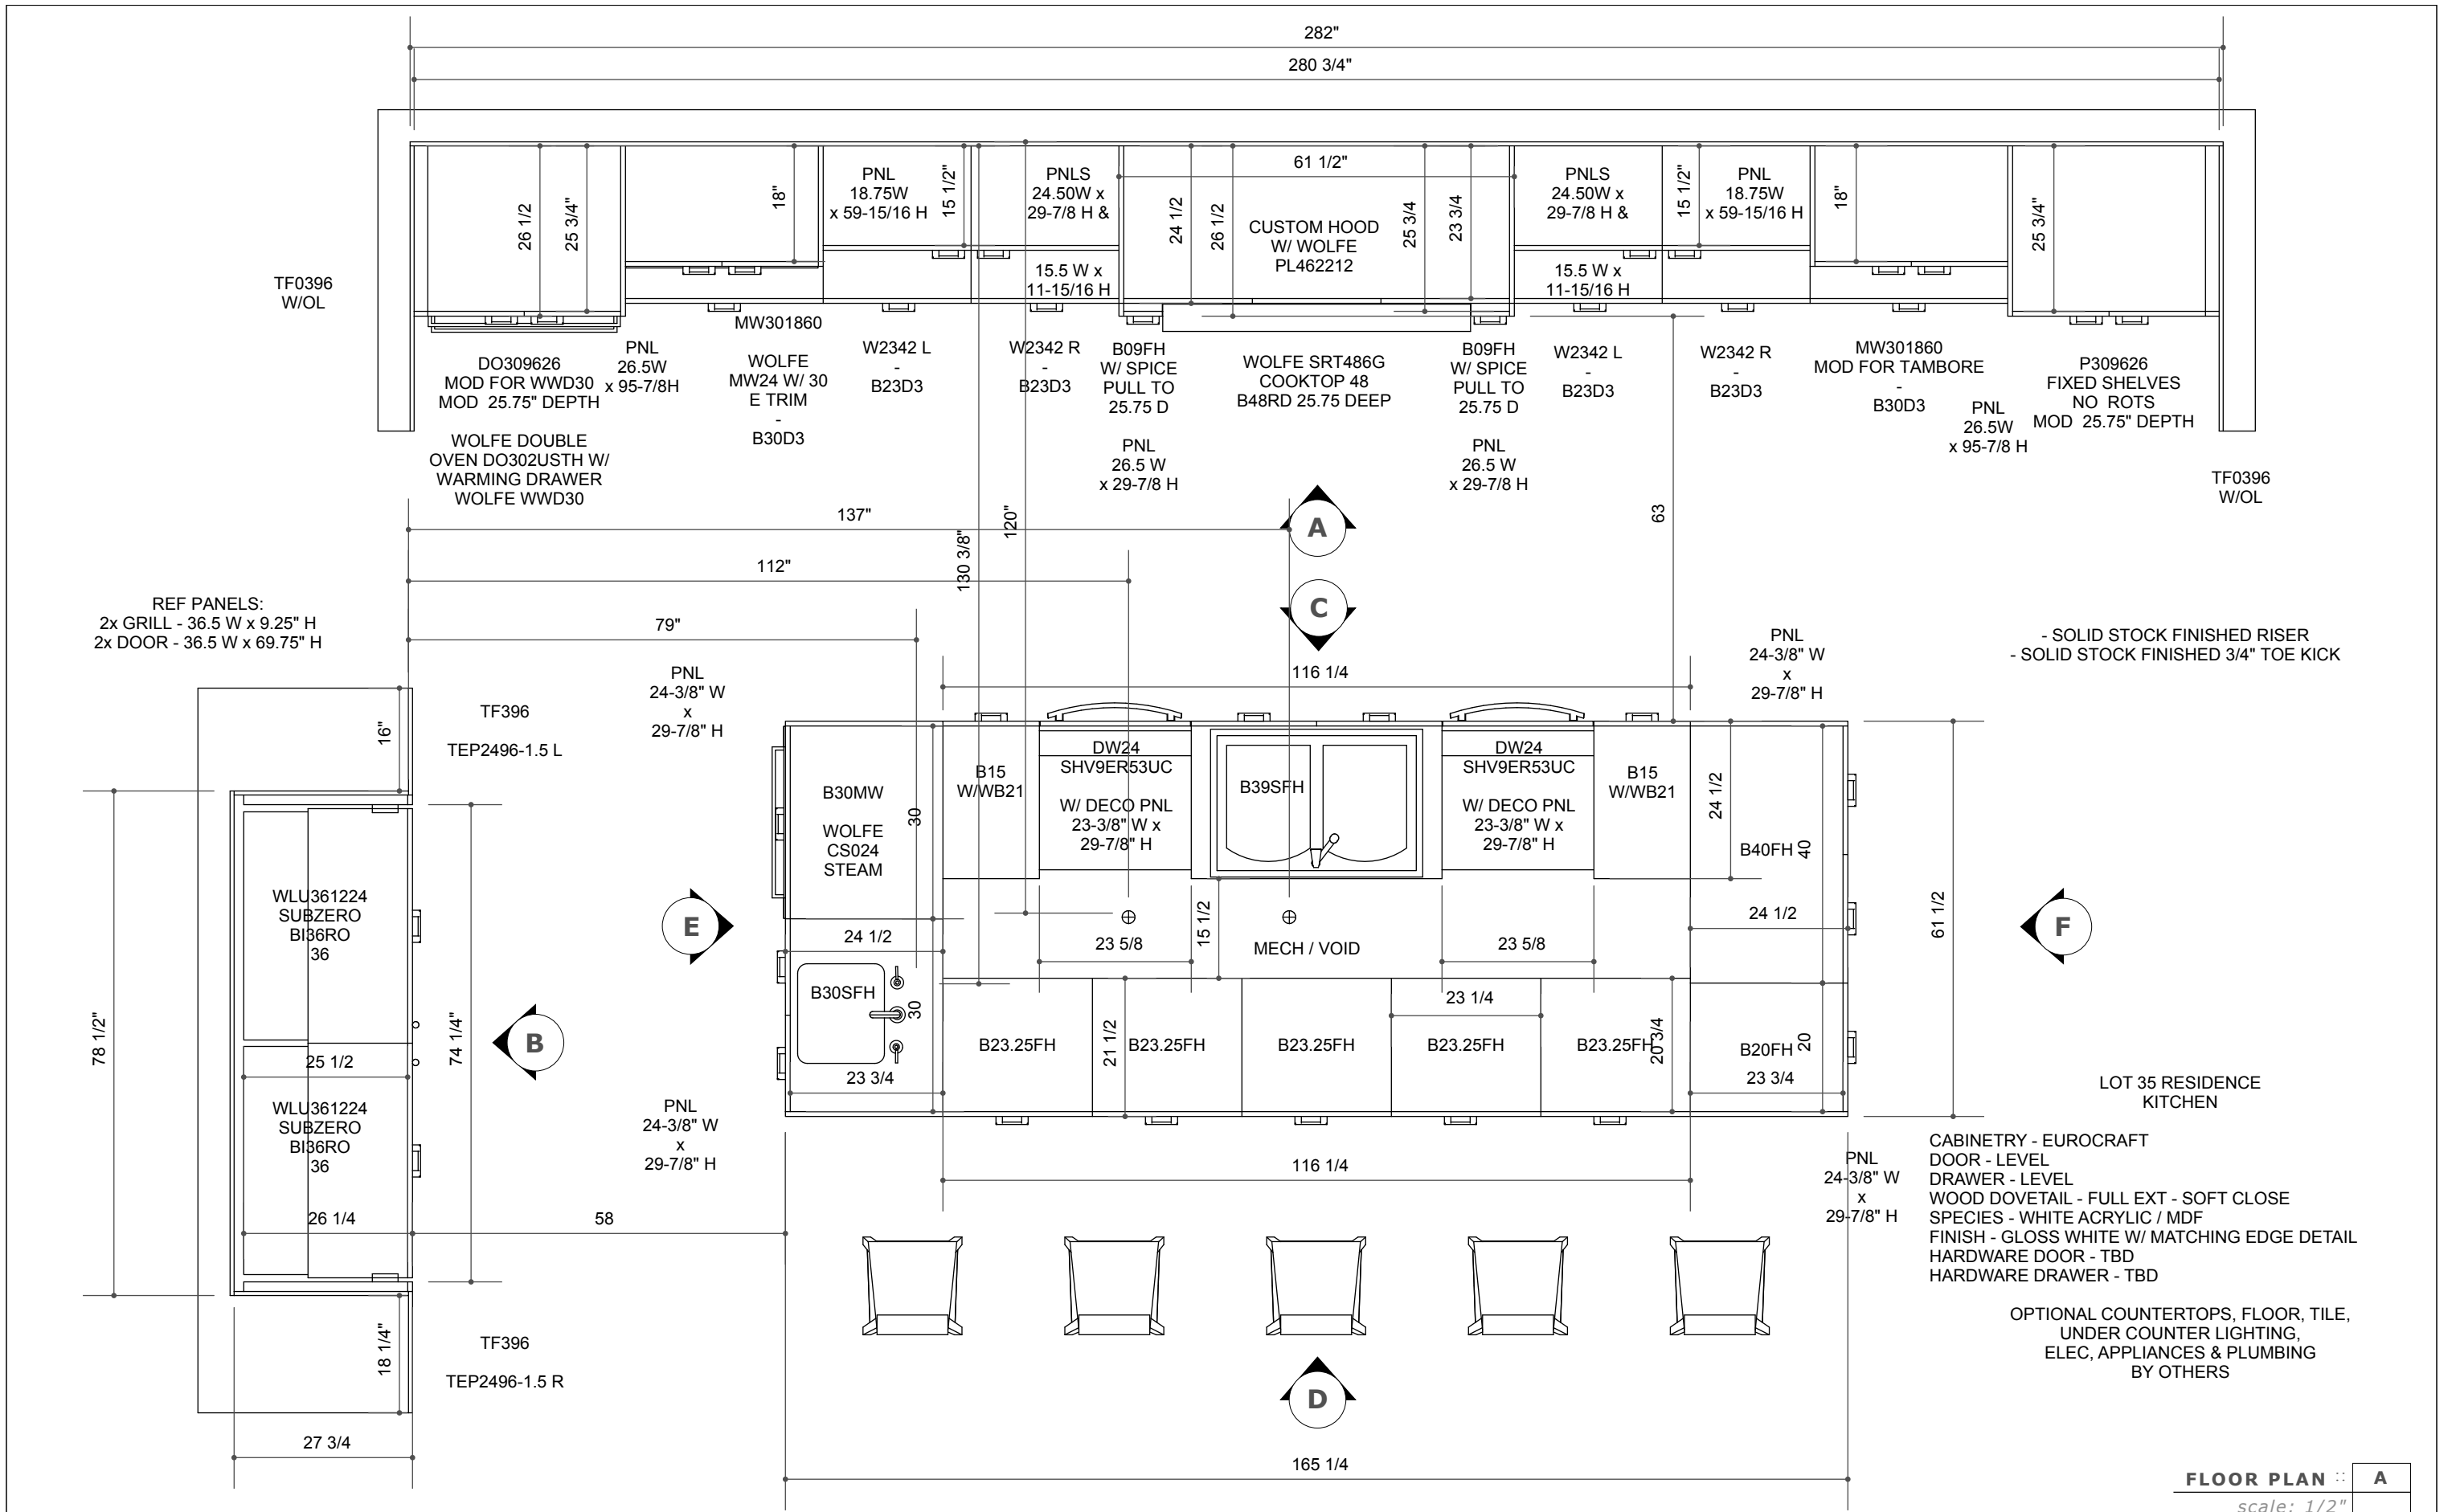 282"
280 3/4"
26 1/2
25 3/4"
18"
PNL
18.75W
x 59-15/16 H
15 1/2"
PNLS
24.50W x
29-7/8 H &
15.5 W x
11-15/16 H
61 1/2"
24 1/2
26 1/2
CUSTOM HOOD
W/ WOLFE
PL462212
25 3/4
23 3/4
PNLS
24.50W x
29-7/8 H &
15.5 W x
11-15/16 H
15 1/2"
PNL
18.75W
x 59-15/16 H
18"
25 3/4"
TF0396
W/OL
DO309626
MOD FOR WWD30
MOD  25.75" DEPTH
WOLFE DOUBLE
OVEN DO302USTH W/
WARMING DRAWER
WOLFE WWD30
PNL
26.5W
x 95-7/8H
MW301860
WOLFE
MW24 W/ 30
E TRIM
-
B30D3
W2342 L
-
B23D3
W2342 R
-
B23D3
B09FH
W/ SPICE
PULL TO
25.75 D
PNL
26.5 W
x 29-7/8 H
WOLFE SRT486G
COOKTOP 48
B48RD 25.75 DEEP
B09FH
W/ SPICE
PULL TO
25.75 D
PNL
26.5 W
x 29-7/8 H
W2342 L
-
B23D3
W2342 R
-
B23D3
MW301860
MOD FOR TAMBORE
-
B30D3
PNL
26.5W
x 95-7/8 H
P309626
FIXED SHELVES
NO  ROTS
MOD  25.75" DEPTH
TF0396
W/OL
137"
120"
130 3/8"
63
A
112"
C
79"
REF PANELS:
2x GRILL - 36.5 W x 9.25" H
2x DOOR - 36.5 W x 69.75" H
- SOLID STOCK FINISHED RISER
- SOLID STOCK FINISHED 3/4" TOE KICK
PNL
24-3/8" W
x
29-7/8" H
116 1/4
PNL
24-3/8" W
x
29-7/8" H
16"
TF396
TEP2496-1.5 L
B30MW
WOLFE
CS024
STEAM
30
B15
W/WB21
DW24
SHV9ER53UC
W/ DECO PNL
23-3/8" W x
29-7/8" H
B39SFH
DW24
SHV9ER53UC
W/ DECO PNL
23-3/8" W x
29-7/8" H
B15
W/WB21
24 1/2
B40FH
40
61 1/2
WLU361224
SUBZERO
BI36RO
36
E
24 1/2
23 5/8
15 1/2
MECH / VOID
23 5/8
24 1/2
F
78 1/2"
25 1/2
74 1/4"
B
B30SFH
30
23 3/4
B23.25FH
21 1/2
B23.25FH
B23.25FH
23 1/4
B23.25FH
B23.25FH
20 3/4
B20FH
20
23 3/4
WLU361224
SUBZERO
BI36RO
36
26 1/4
58
PNL
24-3/8" W
x
29-7/8" H
116 1/4
PNL
24-3/8" W
x
29-7/8" H
LOT 35 RESIDENCE
KITCHEN
CABINETRY - EUROCRAFT
DOOR - LEVEL
DRAWER - LEVEL
WOOD DOVETAIL - FULL EXT - SOFT CLOSE
SPECIES - WHITE ACRYLIC / MDF
FINISH - GLOSS WHITE W/ MATCHING EDGE DETAIL
HARDWARE DOOR - TBD
HARDWARE DRAWER - TBD
OPTIONAL COUNTERTOPS, FLOOR, TILE,
UNDER COUNTER LIGHTING,
ELEC, APPLIANCES & PLUMBING
BY OTHERS
18 1/4"
TF396
TEP2496-1.5 R
D
27 3/4
165 1/4
FLOOR PLAN :: A
scale: 1/2"